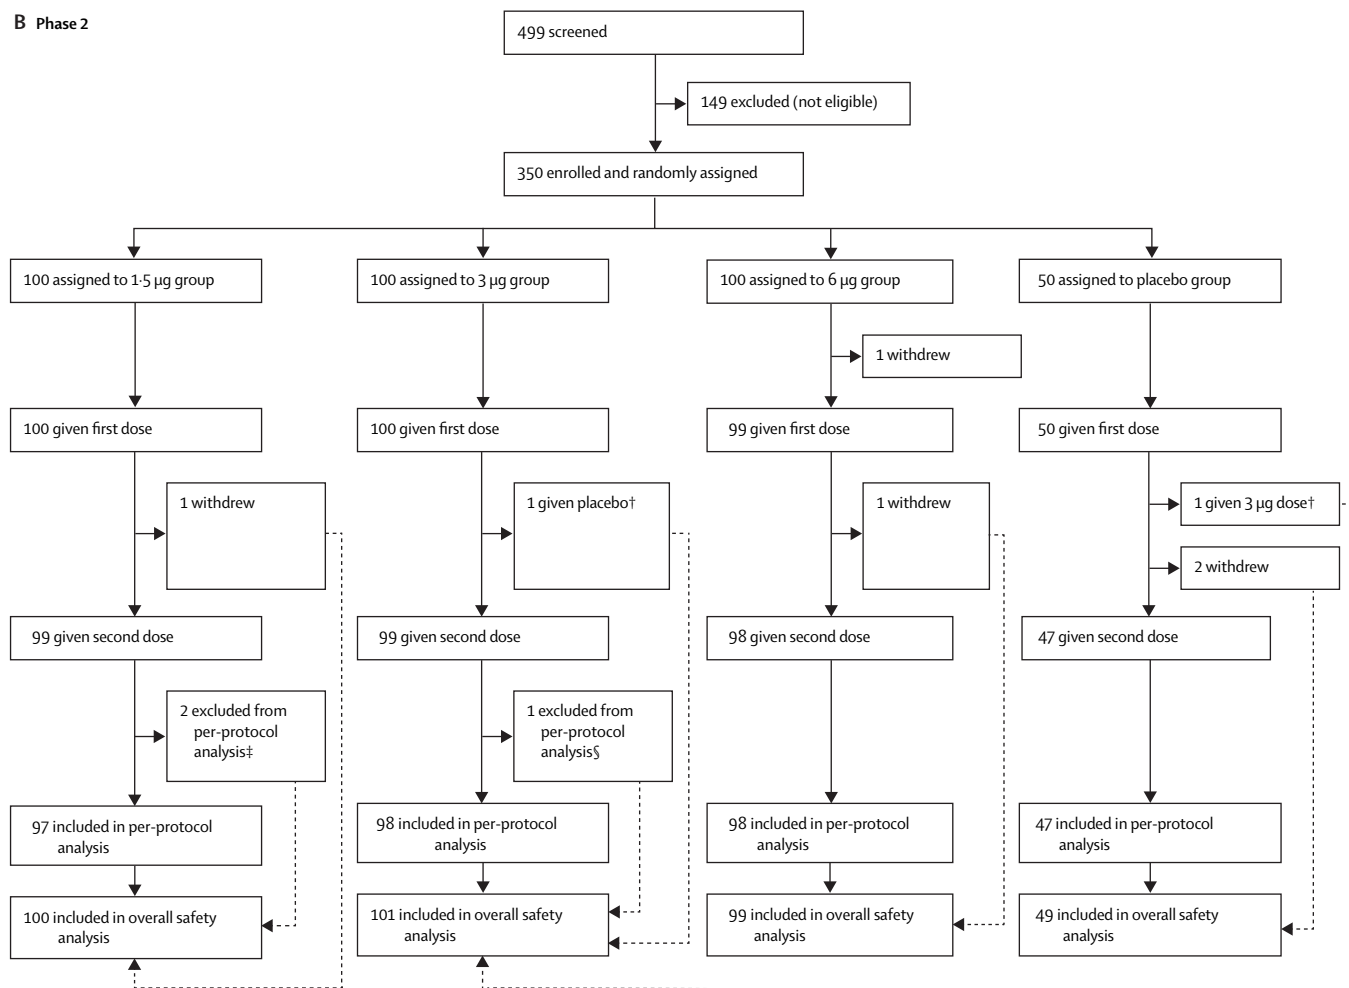 B Phase 2
499 screened
149 excluded (not eligible)
350 enrolled and randomly assigned
100 assigned to 1·5 µg group
100 assigned to 3 µg group
100 assigned to 6 µg group
50 assigned to placebo group
1 withdrew
100 given first dose
100 given first dose
99 given first dose
50 given first dose
1 withdrew
1 given placebo†
1 withdrew
1 given 3 µg dose†
2 withdrew
99 given second dose
99 given second dose
98 given second dose
47 given second dose
2 excluded from
per-protocol
analysis‡
1 excluded from
per-protocol
analysis§
97 included in per-protocol
analysis
98 included in per-protocol
analysis
98 included in per-protocol
analysis
47 included in per-protocol
analysis
100 included in overall safety
analysis
101 included in overall safety
analysis
99 included in overall safety
analysis
49 included in overall safety
analysis